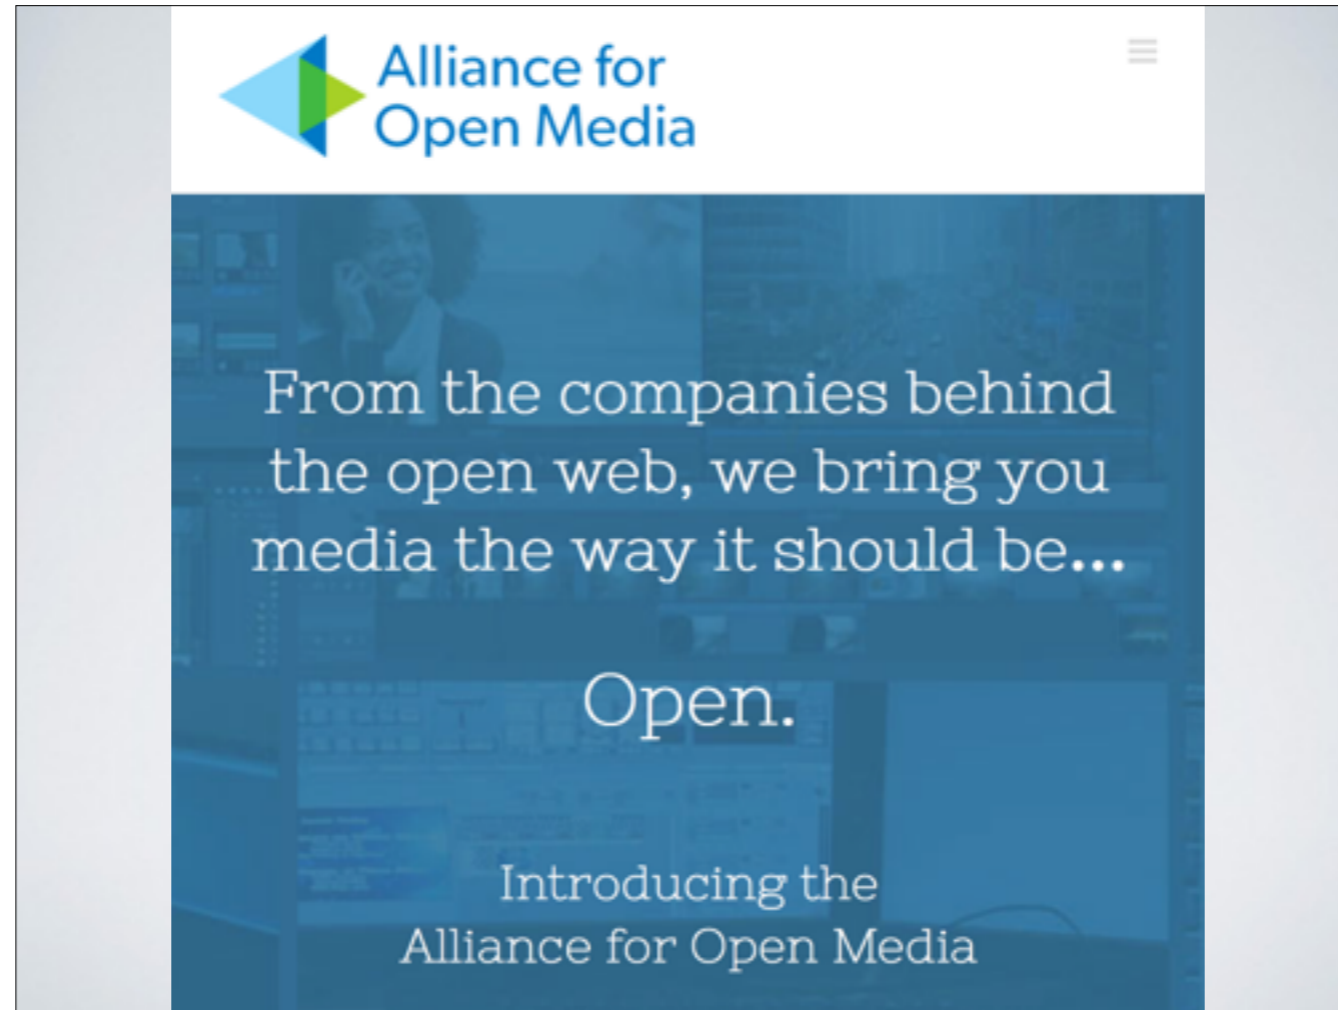 Alliance for
Open Media
From the companies behind
the open web, we bring you
media the way it should be...
Open.
Introducing the
Alliance for Open Media